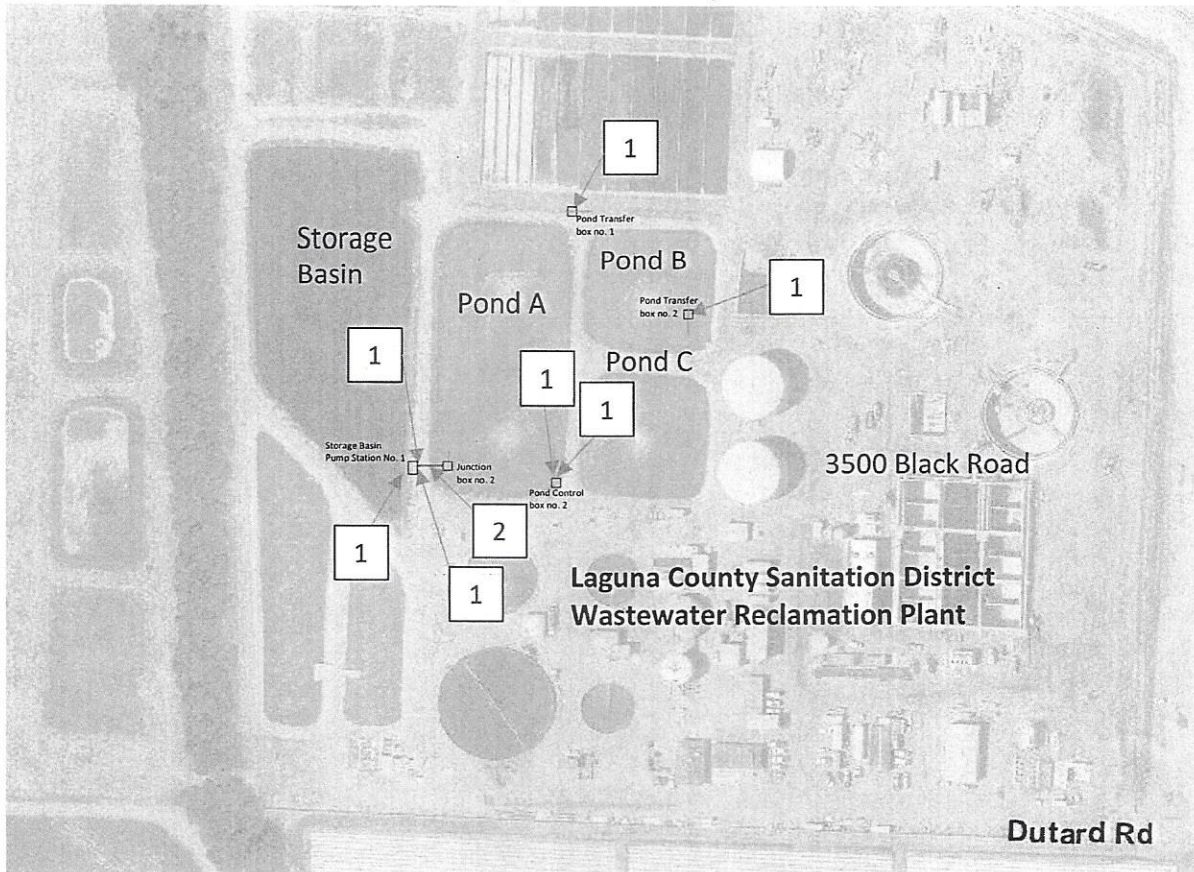 1
Pond Transfer
box no. 1
Storage
Basin
Pond B
1
Pond A
Pond Transfer
box no. 2
1
Pond C
1
1
Storage Basin
Pump Station No. 1
Junction
box no. 2
3500 Black Road
Pond Control
box no. 2
1
2
1
Laguna County Sanitation District
Wastewater Reclamation Plant
Dutard Rd